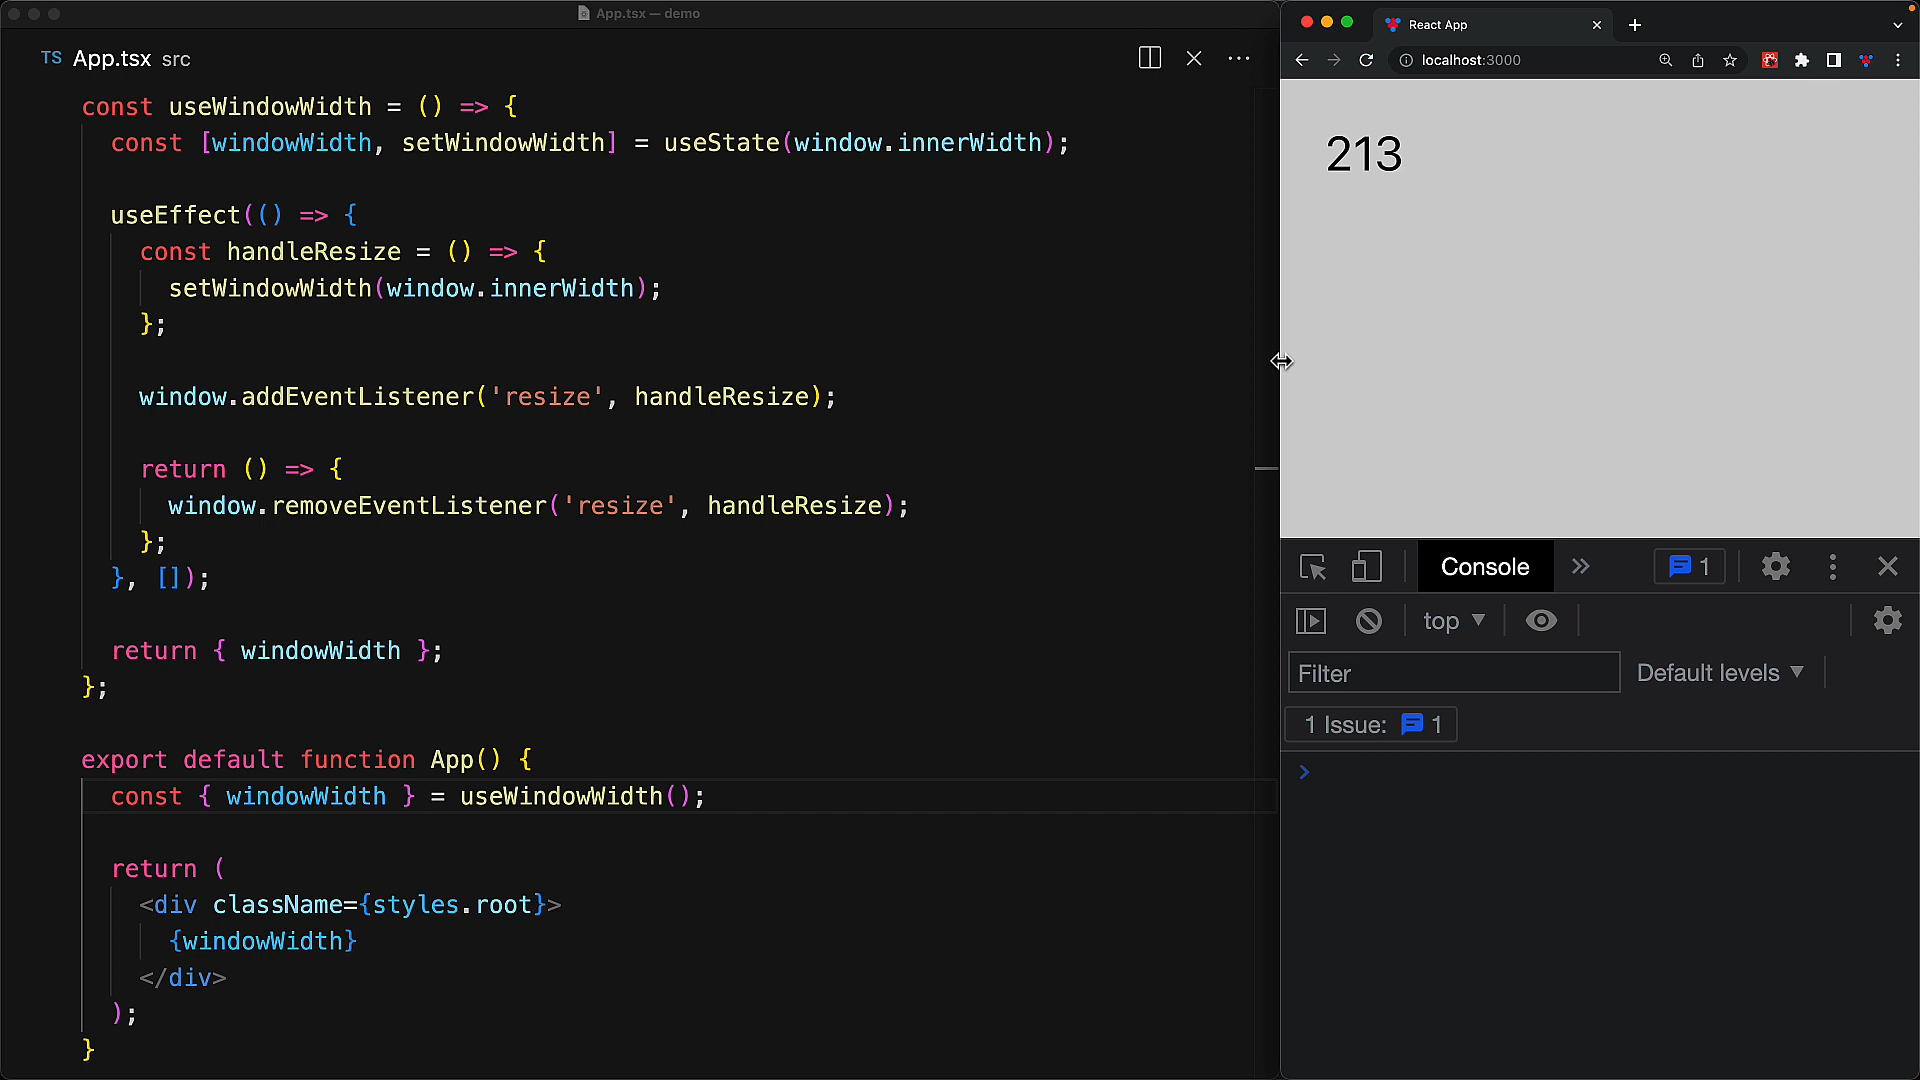 App.tsx — demo
TS App.tsx src
const useWindowWidth = () => {
const [windowWidth, setWindowWidth] = useState(window.innerWidth);
useEffect(() => {
const handleResize = () => {
setWindowWidth(window.innerWidth);
};
window.addEventListener('resize', handleResize);
return () => {
window.removeEventListener('resize', handleResize);
};
}, []);
return { windowWidth };
};
export default function App() {
const { windowWidth } = useWindowWidth();
return (
<div className={styles.root}>
{windowWidth}
</div>
);
}
React App
localhost:3000
213
Console
1
top
Filter
Default levels
1 Issue: 1